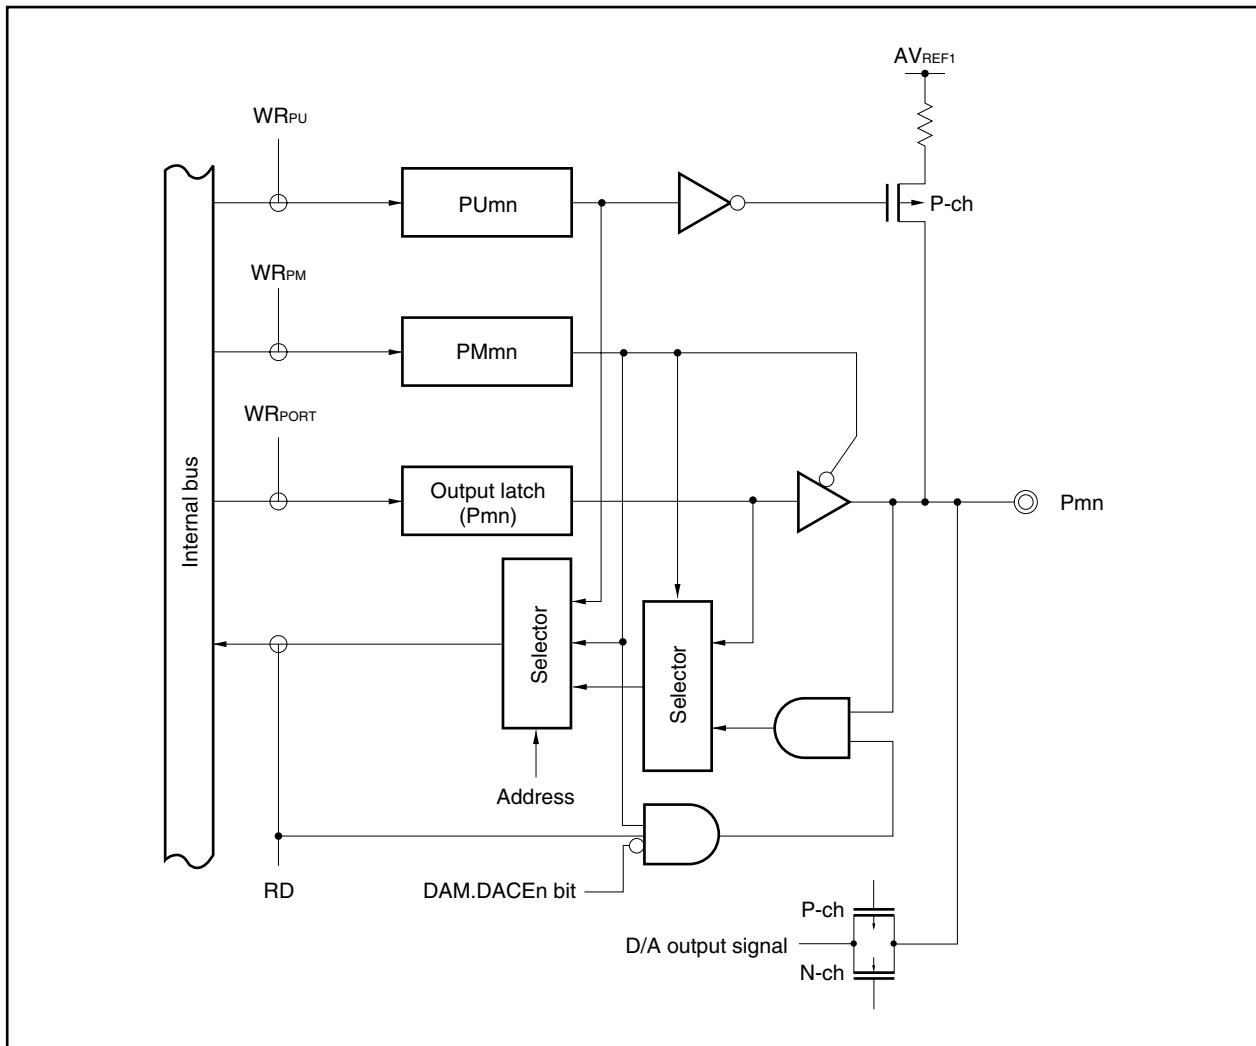 AVREF1
WRPU
PUmn
P-ch
WRPM
PMmn
WRPORT
Internal bus
Output latch
(Pmn)
Pmn
Selector
Selector
Address
RD
DAM.DACEn bit
P-ch
D/A output signal
N-ch